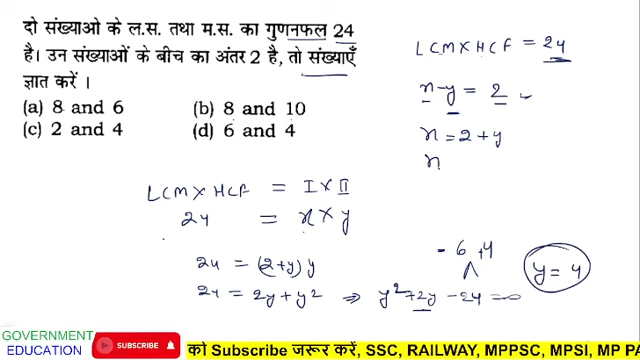 दो संख्याओ के ल.स. तथा म.स. का गुणनफल 24
है। उन संख्याओं के बीच का अंतर 2 है, तो संख्याएँ
ज्ञात करें ।
(a) 8 and 6 (b) 8 and 10
(c) 2 and 4 (d) 6 and 4
LCM X HCF = 24
x - y = 2
x = 2 + y
x
LCM X HCF = I X II
24 = x X y
24 = (2+y) y
24 = 2y + y² ⇒ y² + 2y - 24 = 0
- 6 +4
y = 4
GOVERNMENT
EDUCATION
SUBSCRIBE
को Subscribe जरूर करें, SSC, RAILWAY, MPPSC, MPSI, MP PA